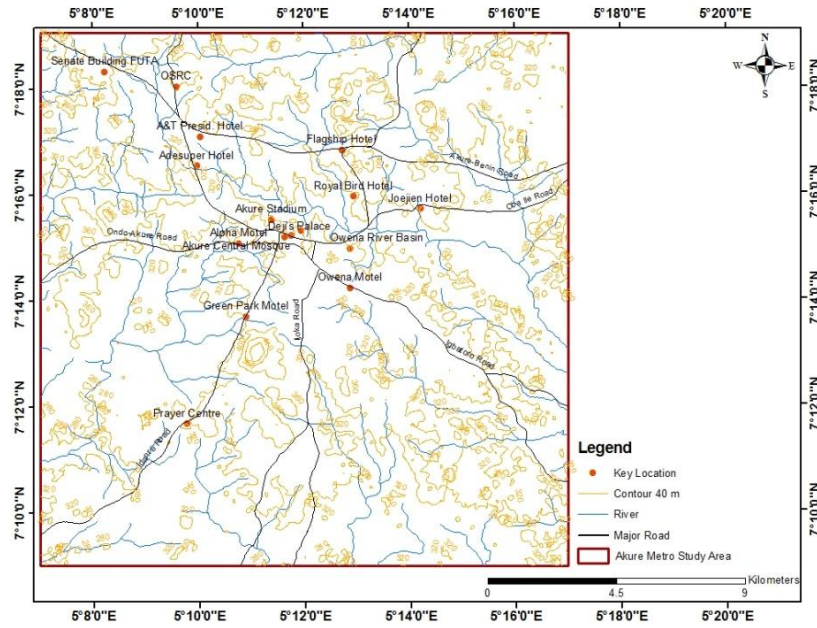 5°8'0"E 5°10'0"E 5°12'0"E 5°14'0"E 5°16'0"E 5°18'0"E 5°20'0"E
7°18'0"N
7°16'0"N
7°14'0"N
7°12'0"N
7°10'0"N
Senate Building FUTA
OSRC
A&T Presid. Hotel
Flagship Hotel
Adesuper Hotel
Akure-Benin Road
Royal Bird Hotel
Joejien Hotel
Oba Ile Road
Akure Stadium
Deji's Palace
Alpha Motel
Ondo-Akure Road
Akure Central Mosque
Owena River Basin
Owena Motel
Green Park Motel
Igbatoro Road
Prayer Centre
Idanre Road
N
W E
S
7°18'0"N
7°16'0"N
7°14'0"N
7°12'0"N
7°10'0"N
Legend
Key Location
Contour 40 m
River
Major Road
Akure Metro Study Area
Kilometers
0 4.5 9
5°8'0"E 5°10'0"E 5°12'0"E 5°14'0"E 5°16'0"E 5°18'0"E 5°20'0"E